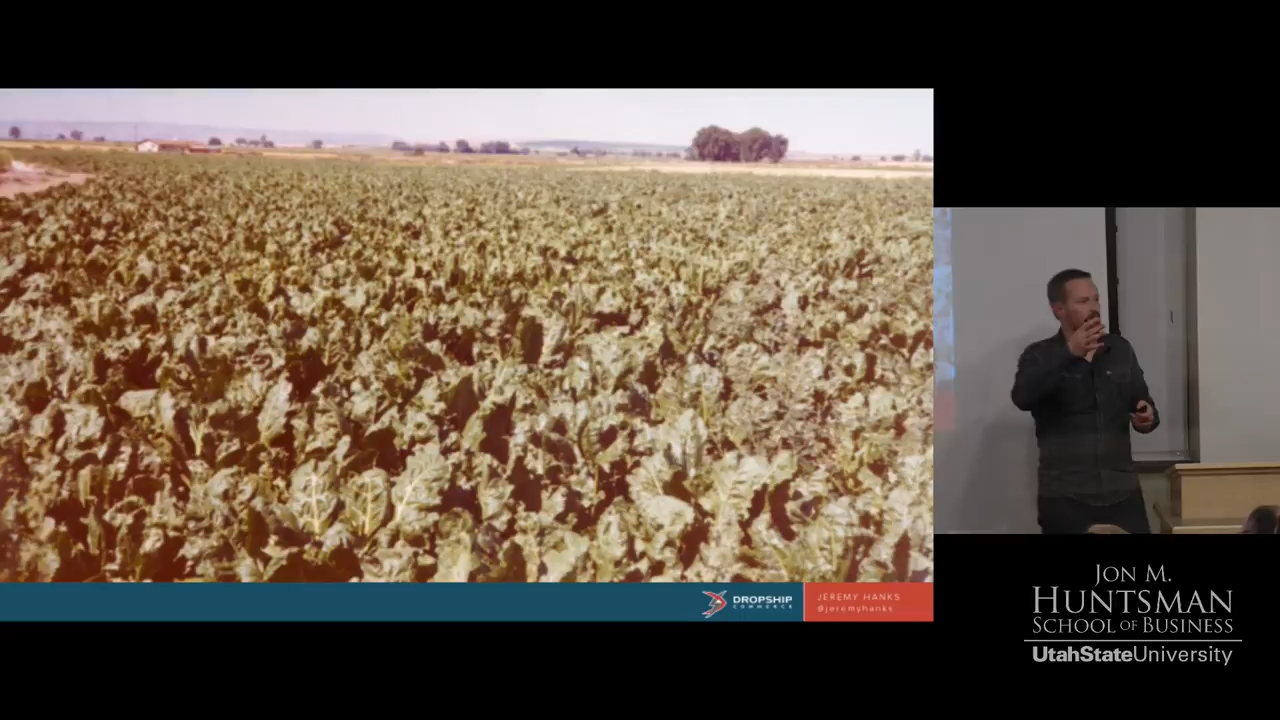 DROPSHIP
COMMERCE
JEREMY HANKS
@jeremyhanks
JON M.
HUNTSMAN
SCHOOL OF BUSINESS
UtahStateUniversity